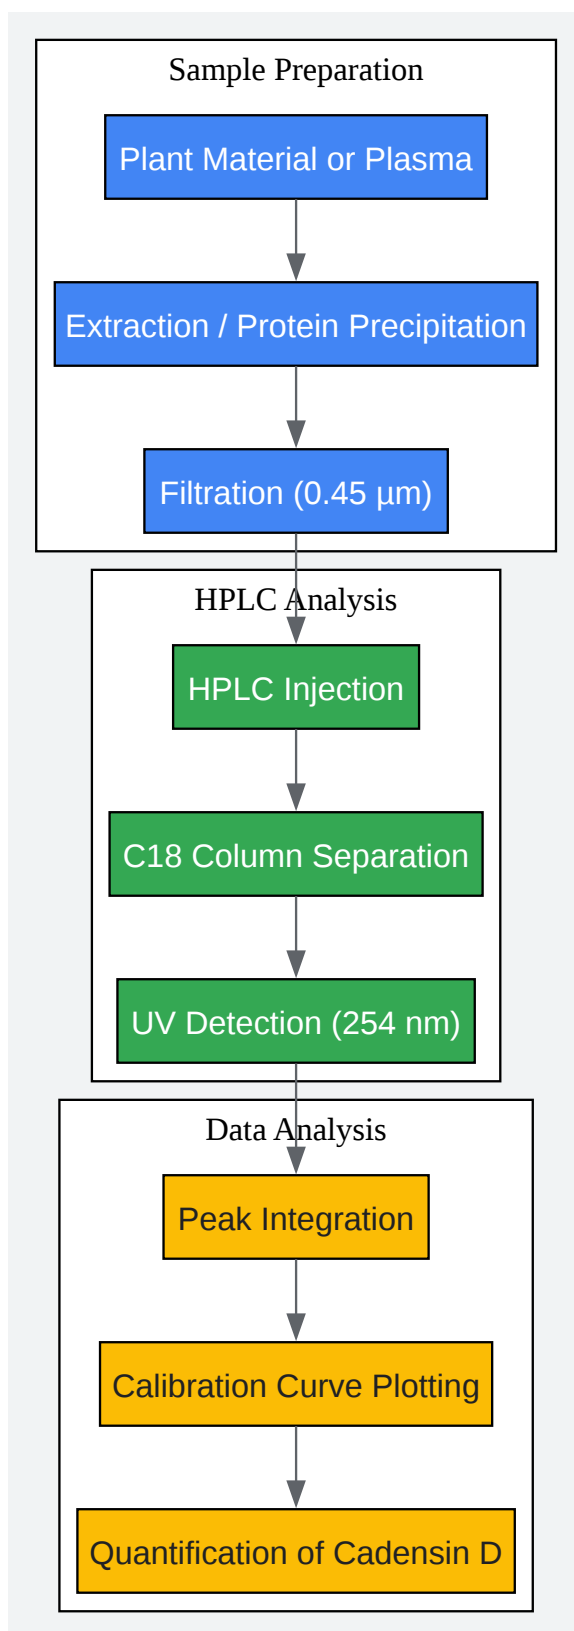 Sample Preparation
Plant Material or Plasma
Extraction / Protein Precipitation
Filtration (0.45 µm)
HPLC Analysis
HPLC Injection
C18 Column Separation
UV Detection (254 nm)
Data Analysis
Peak Integration
Calibration Curve Plotting
Quantification of Cadensin D